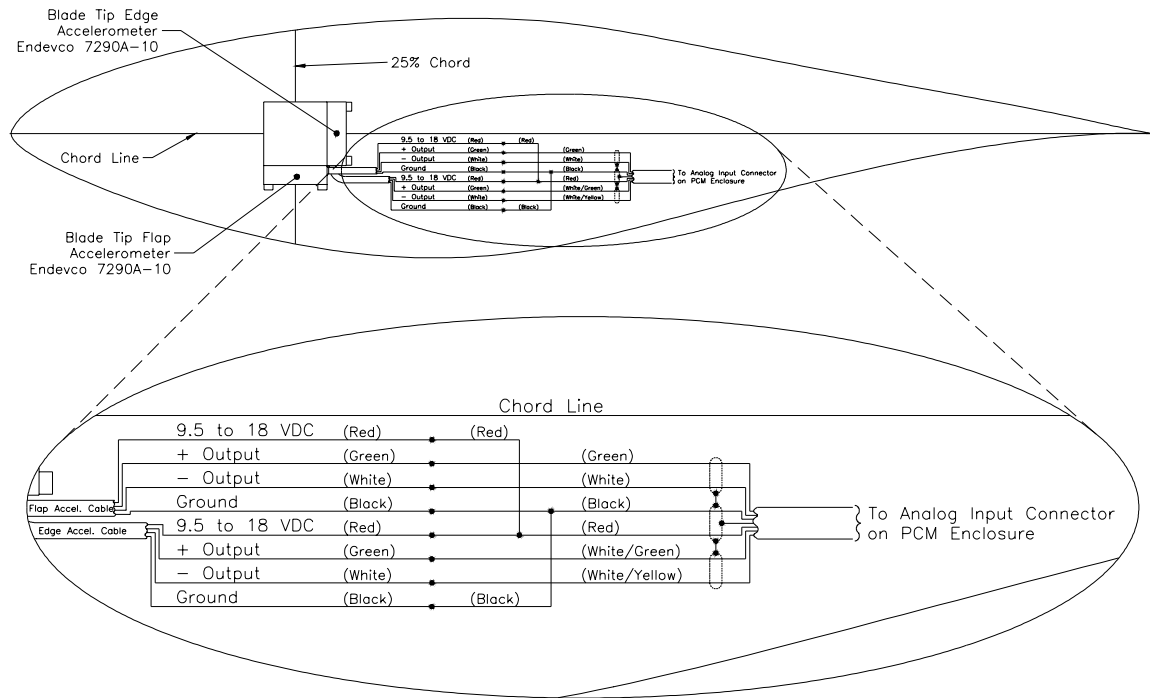 Blade Tip Edge
Accelerometer
Endevco 7290A-10
25% Chord
Chord Line
Blade Tip Flap
Accelerometer
Endevco 7290A-10
9.5 to 18 VDC (Red) (Red)
+ Output (Green) (Green)
- Output (White) (White)
Ground (Black) (Black)
9.5 to 18 VDC (Red) (Red)
+ Output (Green) (White/Green)
- Output (White) (White/Yellow)
Ground (Black) (Black)
To Analog Input Connector
on PCM Enclosure
Chord Line
9.5 to 18 VDC (Red) (Red)
+ Output (Green) (Green)
- Output (White) (White)
Ground (Black) (Black)
9.5 to 18 VDC (Red) (Red)
+ Output (Green) (White/Green)
- Output (White) (White/Yellow)
Ground (Black) (Black)
Flap Accel. Cable
Edge Accel. Cable
To Analog Input Connector
on PCM Enclosure